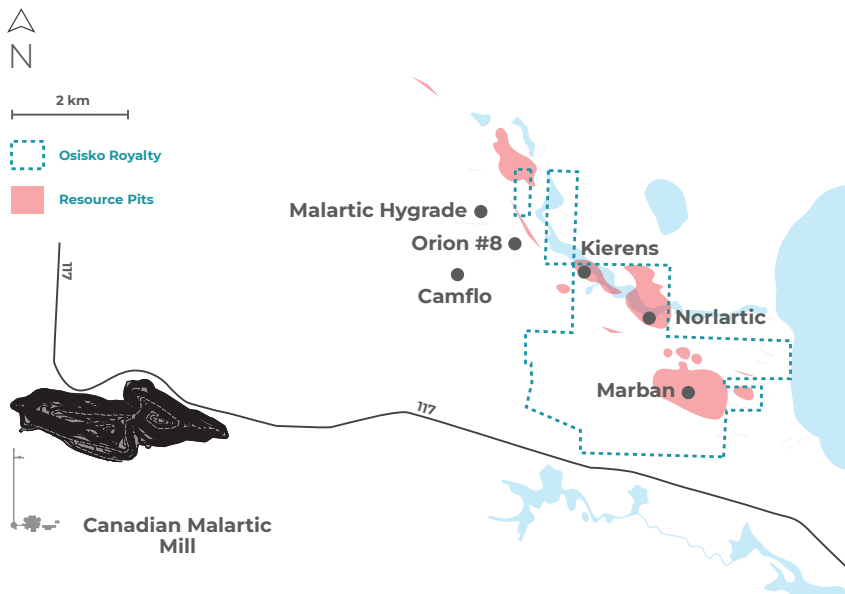 N
2 km
Osisko Royalty
Resource Pits
Malartic Hygrade
Orion #8
Kierens
Camflo
117
Norlartic
Marban
117
Canadian Malartic
Mill